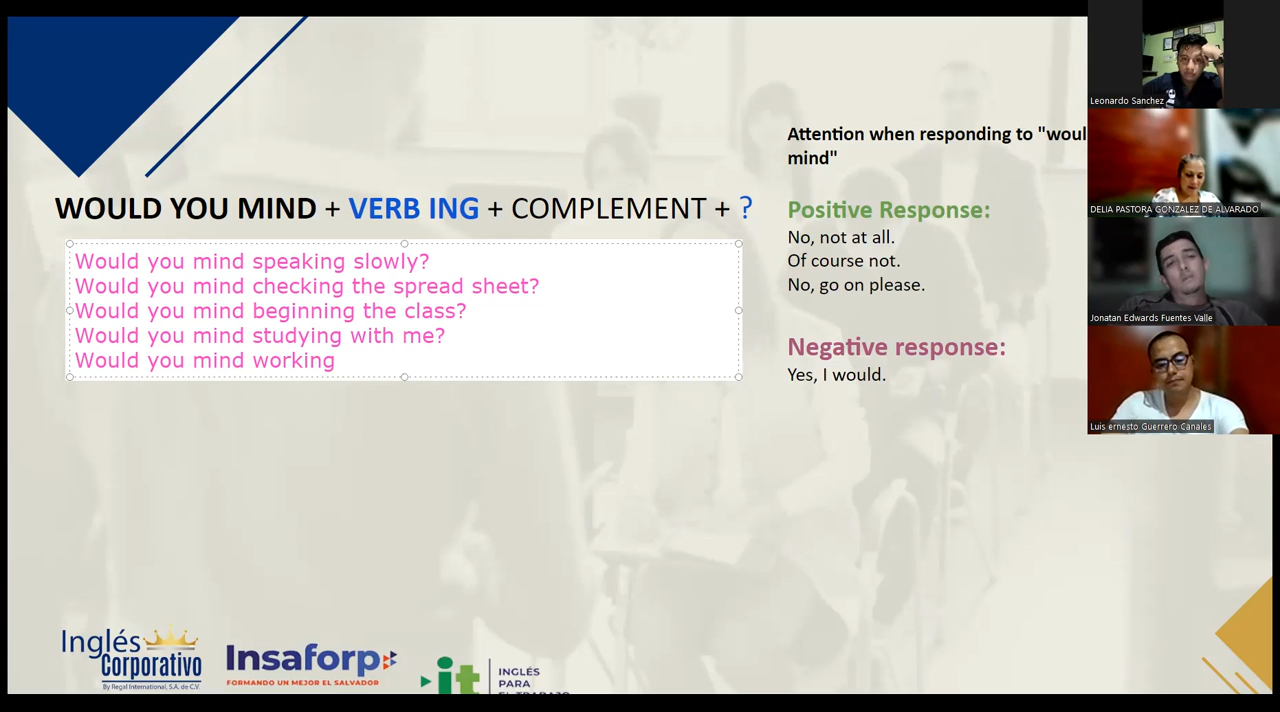 WOULD YOU MIND + VERB ING + COMPLEMENT + ?
Would you mind speaking slowly?
Would you mind checking the spread sheet?
Would you mind beginning the class?
Would you mind studying with me?
Would you mind working
Attention when responding to "woul
mind"
Positive Response:
No, not at all.
Of course not.
No, go on please.
Negative response:
Yes, I would.
Leonardo Sanchez
DELIA PASTORA GONZALEZ DE ALVARADO
Jonatan Edwards Fuentes Valle
Luis ernesto Guerrero Canales
Inglés
Corporativo
By Regal International, S.A. de C.V.
Insaforp
FORMANDO UN MEJOR EL SALVADOR
it
INGLÉS
PARA
EL TRABAJO